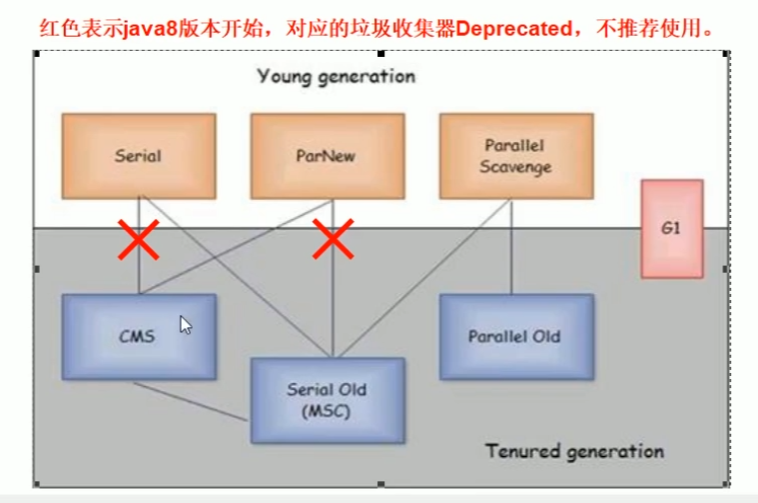 红色表示java8版本开始，对应的垃圾收集器Deprecated，不推荐使用。
Young generation
Serial
ParNew
Parallel
Scavenge
G1
CMS
Serial Old
(MSC)
Parallel Old
Tenured generation